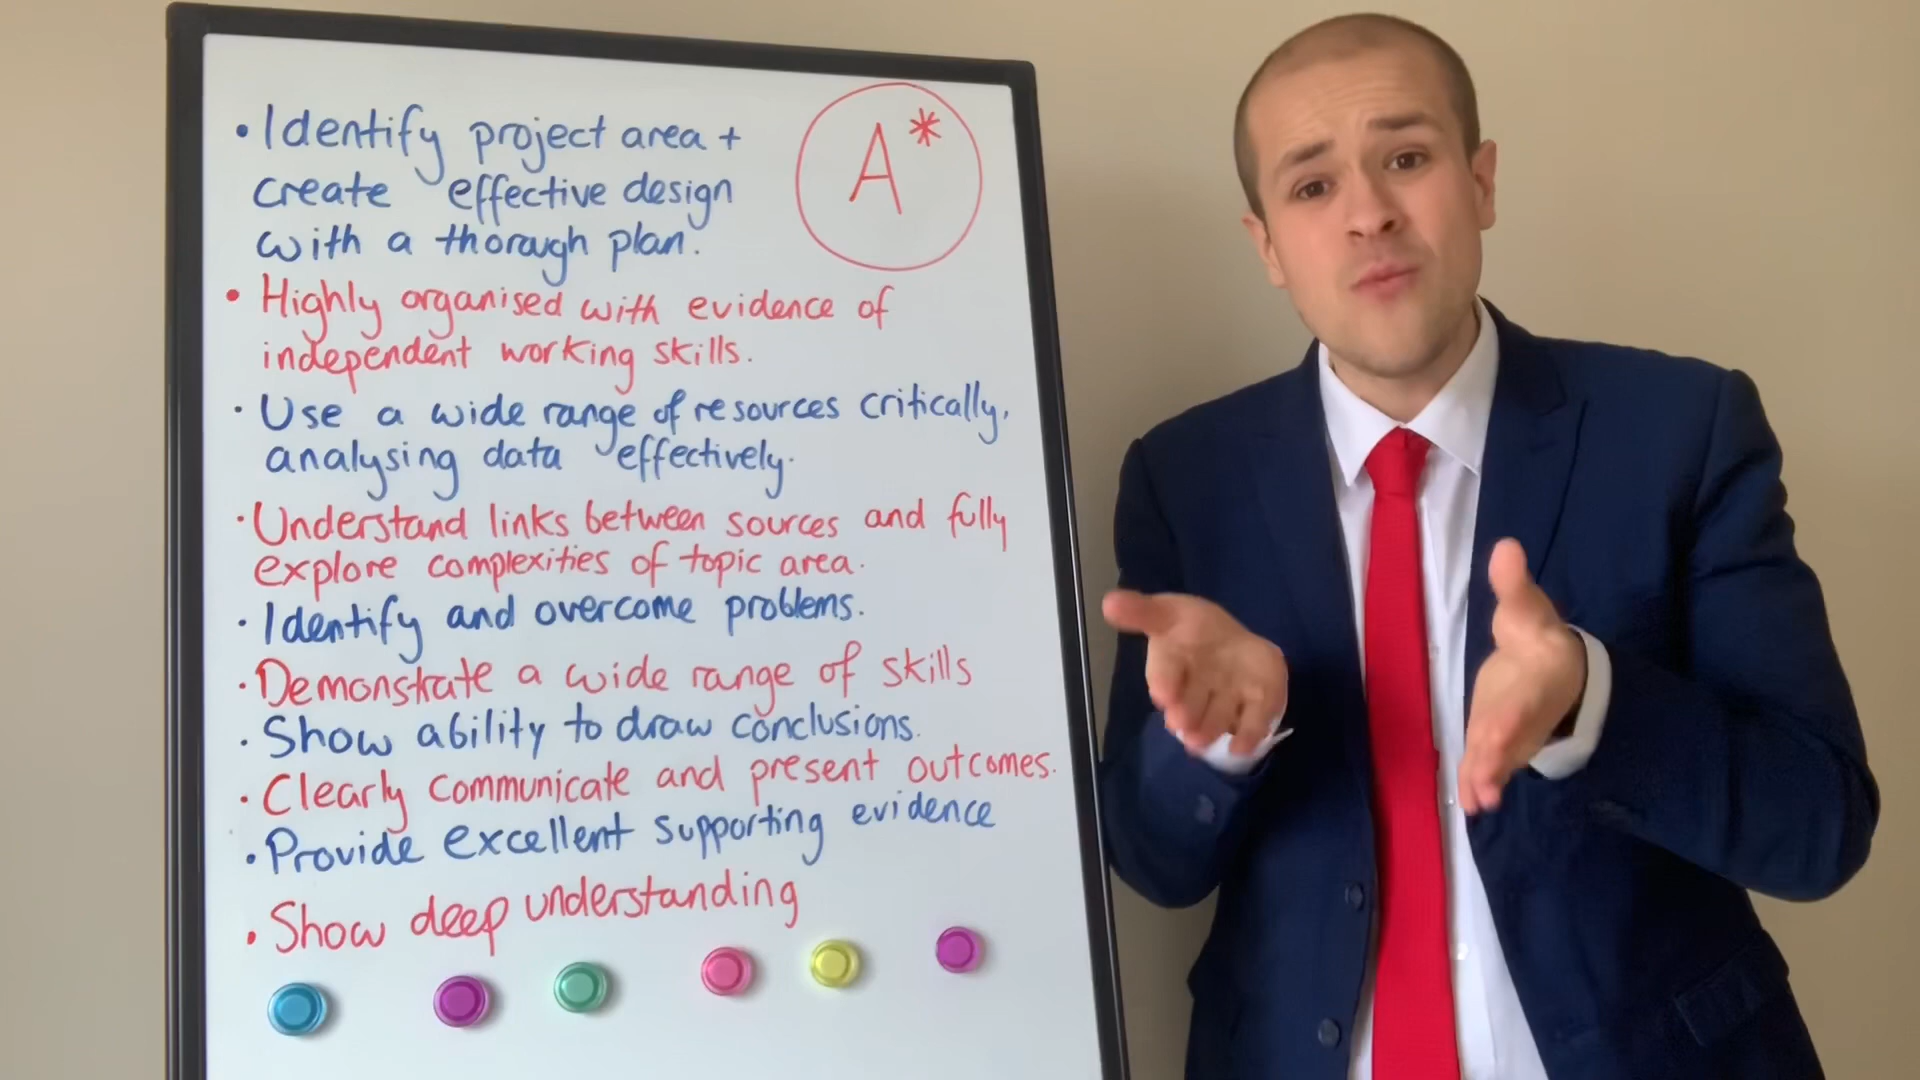 • Identify project area +
create effective design
with a thorough plan.
A*
• Highly organised with evidence of
independent working skills.
• Use a wide range of resources critically,
analysing data effectively.
• Understand links between sources and fully
explore complexities of topic area.
• Identify and overcome problems.
• Demonstrate a wide range of skills
• Show ability to draw conclusions.
• Clearly communicate and present outcomes.
• Provide excellent supporting evidence
• Show deep understanding